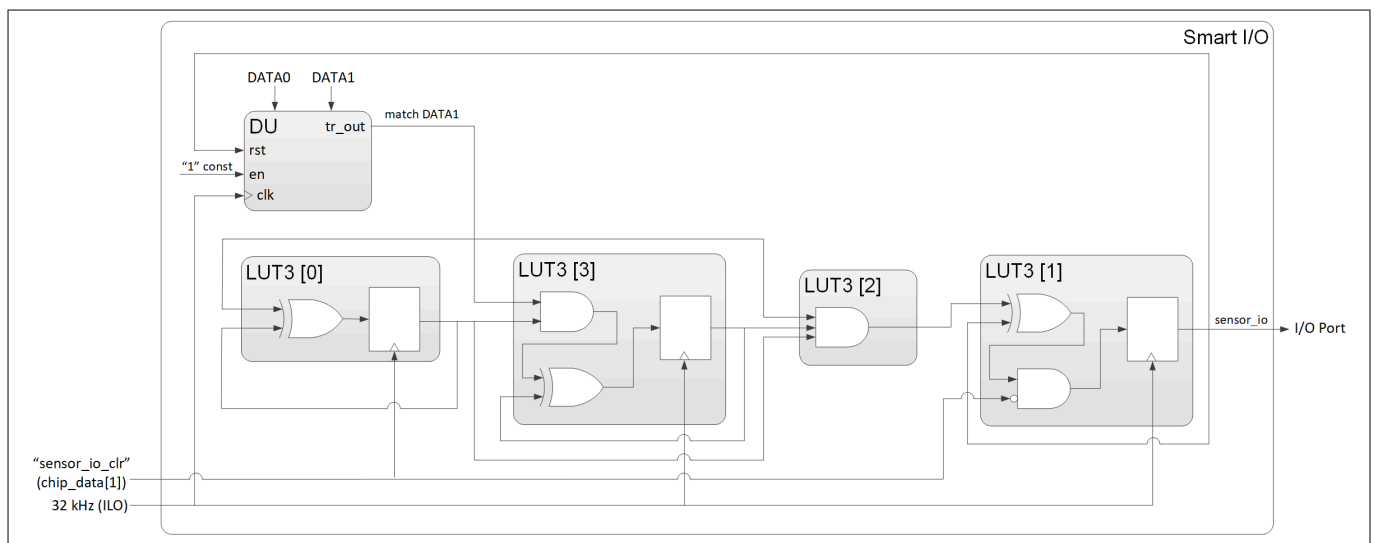 Smart I/O
DATA0 DATA1
match DATA1
DU tr_out
rst
"1" const
en
clk
LUT3 [0]
LUT3 [3]
LUT3 [2]
LUT3 [1]
sensor_io
I/O Port
"sensor_io_clr"
(chip_data[1])
32 kHz (ILO)